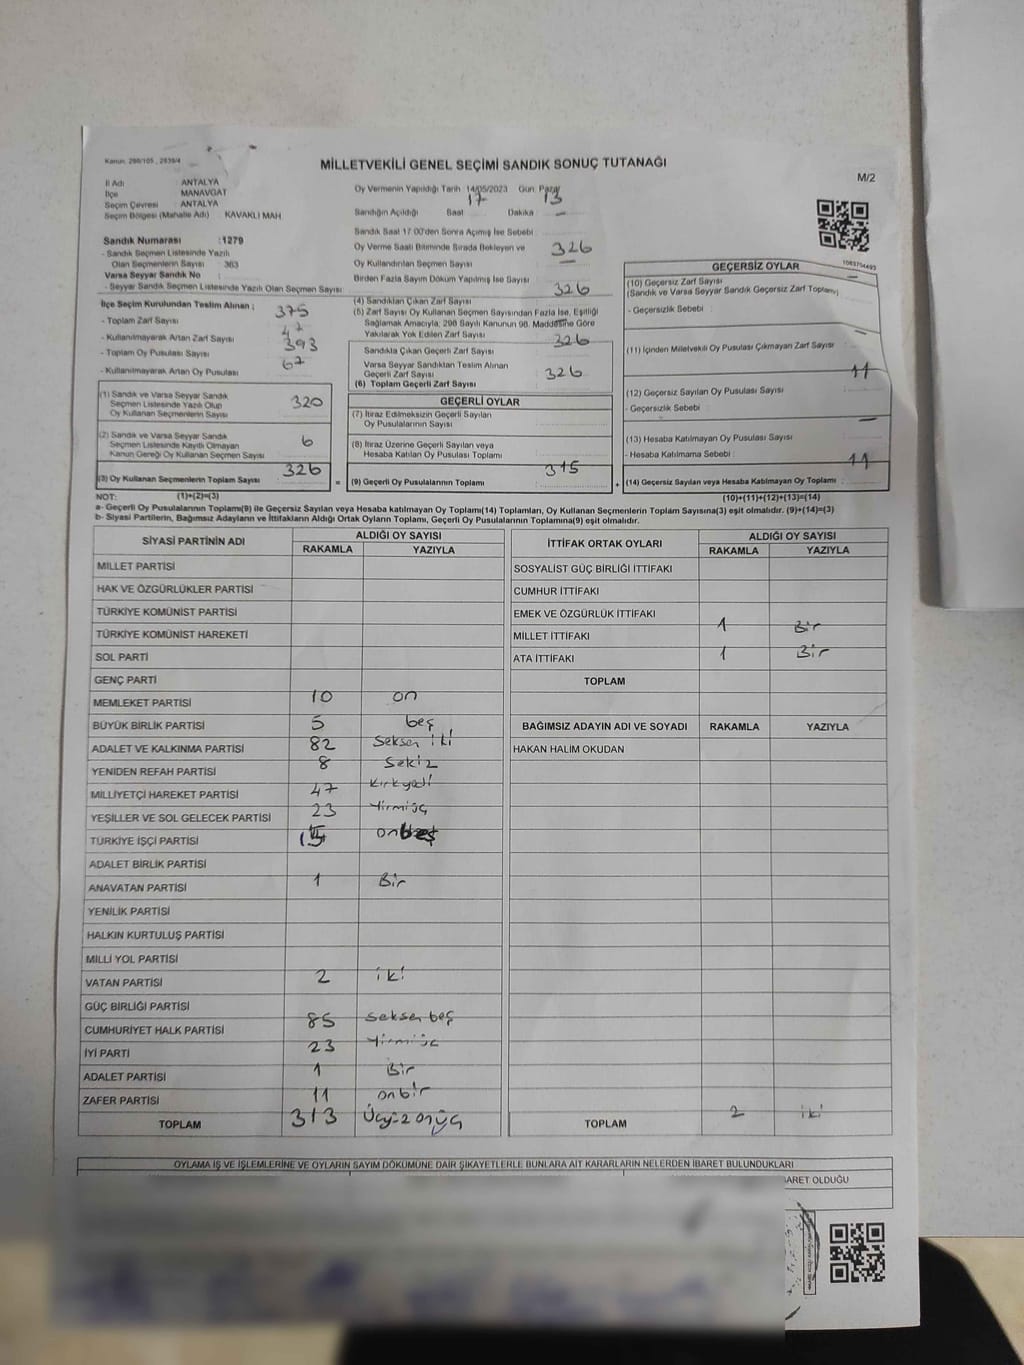 Kanun: 298/105, 2839/4
MİLLETVEKİLİ GENEL SEÇİMİ SANDIK SONUÇ TUTANAĞI
M/2
İl Adı : ANTALYA
İlçe : MANAVGAT
Seçim Çevresi : ANTALYA
Seçim Bölgesi (Mahalle Adı) : KAVAKLI MAH
Sandık Numarası :1279
- Sandık Seçmen Listesinde Yazılı
Olan Seçmenlerin Sayısı : 363
Varsa Seyyar Sandık No :
- Seyyar Sandık Seçmen Listesinde Yazılı Olan Seçmen Sayısı :
İlçe Seçim Kurulundan Teslim Alınan ;
- Toplam Zarf Sayısı : 375
- Kullanılmayarak Artan Zarf Sayısı :
- Toplam Oy Pusulası Sayısı : 393
- Kullanılmayarak Artan Oy Pusulası : 67
(1) Sandık ve Varsa Seyyar Sandık
Seçmen Listesinde Yazılı Olup
Oy Kullanan Seçmenlerin Sayısı : 320
(2) Sandık ve Varsa Seyyar Sandık
Seçmen Listesinde Kayıtlı Olmayan
Kanun Gereği Oy Kullanan Seçmen Sayısı : 6
(3) Oy Kullanan Seçmenlerin Toplam Sayısı : 326
Oy Vermenin Yapıldığı Tarih :14/05/2023 Gün: Pazar
Sandığın Açıldığı Saat : 17 Dakika : 13
Sandık Saat 17:00'den Sonra Açılmış İse Sebebi : –
Oy Verme Saati Bitiminde Sırada Bekleyen ve
Oy Kullandırılan Seçmen Sayısı : 326
Birden Fazla Sayım Döküm Yapılmış İse Sayısı : –
(4) Sandıktan Çıkan Zarf Sayısı : 326
(5) Zarf Sayısı Oy Kullanan Seçmen Sayısından Fazla İse, Eşitliği
Sağlamak Amacıyla; 298 Sayılı Kanunun 98. Maddesine Göre
Yakılarak Yok Edilen Zarf Sayısı :
Sandıkta Çıkan Geçerli Zarf Sayısı : 326
Varsa Seyyar Sandıktan Teslim Alınan
Geçerli Zarf Sayısı :
(6) Toplam Geçerli Zarf Sayısı : 326
GEÇERLİ OYLAR
(7) İtiraz Edilmeksizin Geçerli Sayılan
Oy Pusulalarının Sayısı :
(8) İtiraz Üzerine Geçerli Sayılan veya
Hesaba Katılan Oy Pusulası Toplamı :
(9) Geçerli Oy Pusulalarının Toplamı : 315
GEÇERSİZ OYLAR
(10) Geçersiz Zarf Sayısı
(Sandık ve Varsa Seyyar Sandık Geçersiz Zarf Toplamı) : –
- Geçersizlik Sebebi :
(11) İçinden Milletvekili Oy Pusulası Çıkmayan Zarf Sayısı : –
(12) Geçersiz Sayılan Oy Pusulası Sayısı : 11
- Geçersizlik Sebebi :
(13) Hesaba Katılmayan Oy Pusulası Sayısı : –
- Hesaba Katılmama Sebebi :
(14) Geçersiz Sayılan veya Hesaba Katılmayan Oy Toplamı : 11
NOT: (1)+(2)=(3) (10)+(11)+(12)+(13)=(14)
a- Geçerli Oy Pusulalarının Toplamı(9) ile Geçersiz Sayılan veya Hesaba Katılmayan Oy Toplamı(14) Toplamları, Oy Kullanan Seçmenlerin Toplam Sayısına(3) eşit olmalıdır. (9)+(14)=(3)
b- Siyasi Partilerin, Bağımsız Adayların ve İttifakların Aldığı Ortak Oyların Toplamı, Geçerli Oy Pusulalarının Toplamına(9) eşit olmalıdır.
SİYASİ PARTİNİN ADI ALDIĞI OY SAYISI
RAKAMLA YAZIYLA
MİLLET PARTİSİ
HAK VE ÖZGÜRLÜKLER PARTİSİ
TÜRKİYE KOMÜNİST PARTİSİ
TÜRKİYE KOMÜNİST HAREKETİ
SOL PARTİ
GENÇ PARTİ
MEMLEKET PARTİSİ 10 on
BÜYÜK BİRLİK PARTİSİ 5 beş
ADALET VE KALKINMA PARTİSİ 82 Seksen iki
YENİDEN REFAH PARTİSİ 8 Sekiz
MİLLİYETÇİ HAREKET PARTİSİ 47 Kırkyedi
YEŞİLLER VE SOL GELECEK PARTİSİ 23 Yirmiüç
TÜRKİYE İŞÇİ PARTİSİ 15 onbeş
ADALET BİRLİK PARTİSİ
ANAVATAN PARTİSİ 1 Bir
YENİLİK PARTİSİ
HALKIN KURTULUŞ PARTİSİ
MİLLİ YOL PARTİSİ
VATAN PARTİSİ 2 iki
GÜÇ BİRLİĞİ PARTİSİ
CUMHURİYET HALK PARTİSİ 85 seksen beş
İYİ PARTİ 23 Yirmiüç
ADALET PARTİSİ 1 Bir
ZAFER PARTİSİ 11 onbir
TOPLAM 313 Üçyüz onüç
İTTİFAK ORTAK OYLARI ALDIĞI OY SAYISI
RAKAMLA YAZIYLA
SOSYALİST GÜÇ BİRLİĞİ İTTİFAKI
CUMHUR İTTİFAKI
EMEK VE ÖZGÜRLÜK İTTİFAKI
MİLLET İTTİFAKI 1 Bir
ATA İTTİFAKI 1 Bir
TOPLAM
BAĞIMSIZ ADAYIN ADI VE SOYADI RAKAMLA YAZIYLA
HAKAN HALİM OKUDAN
TOPLAM 2 iki
OYLAMA İŞ VE İŞLEMLERİNE VE OYLARIN SAYIM DÖKÜMÜNE DAİR ŞİKAYETLERLE BUNLARA AİT KARARLARIN NELERDEN İBARET BULUNDUKLARI
BARET OLDUĞU